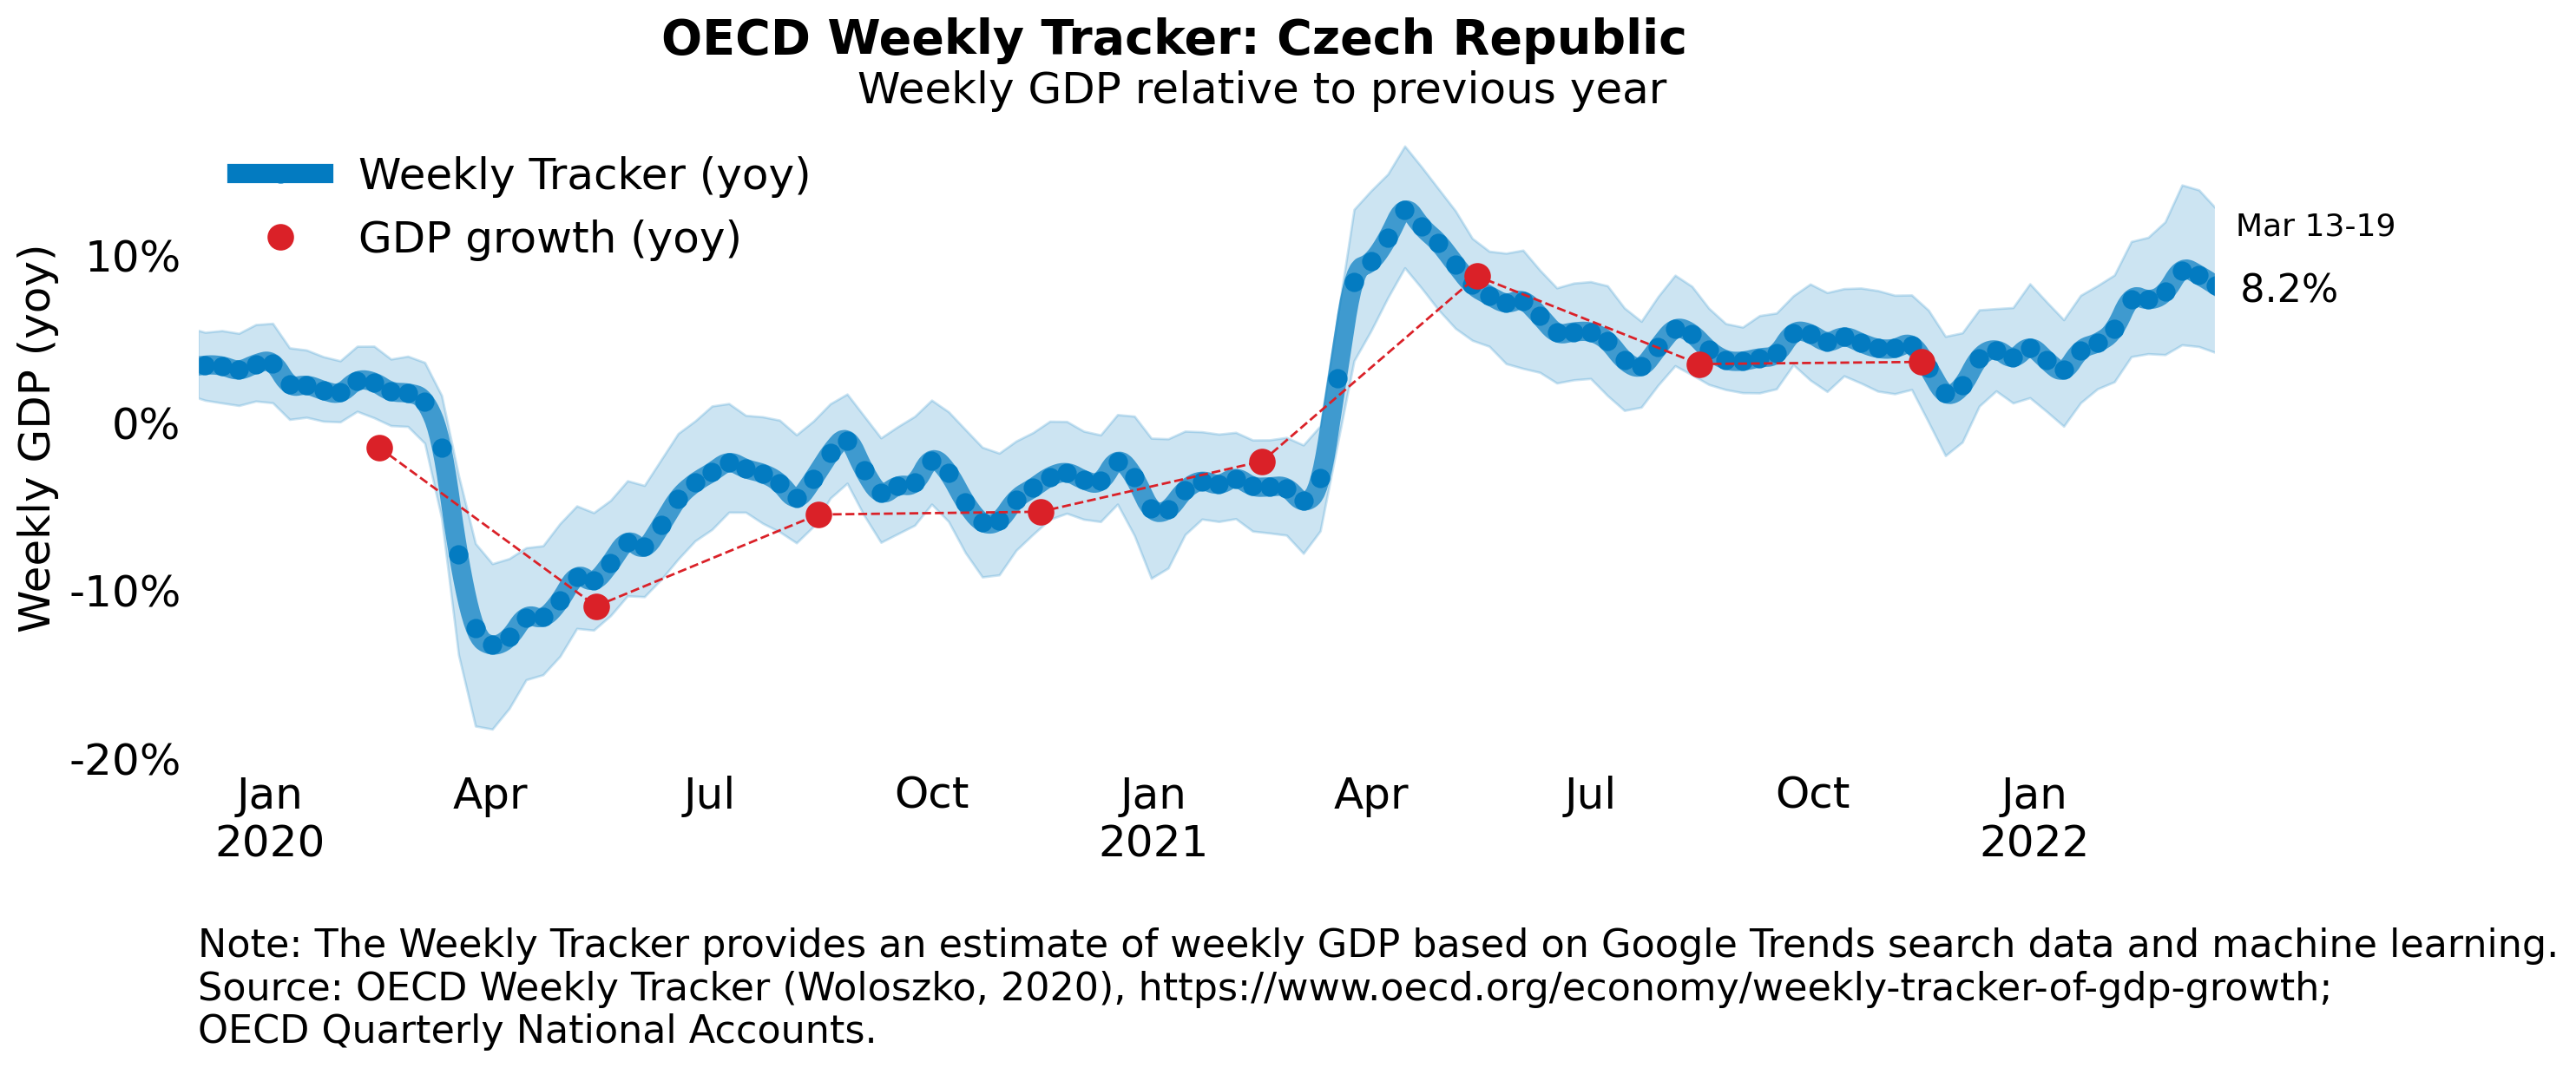 OECD Weekly Tracker: Czech Republic
Weekly GDP relative to previous year
Weekly Tracker (yoy)
GDP growth (yoy)
Weekly GDP (yoy)
10%
0%
-10%
-20%
Mar 13-19
8.2%
Jan Apr Jul Oct Jan Apr Jul Oct Jan
2020 2021 2022
Note: The Weekly Tracker provides an estimate of weekly GDP based on Google Trends search data and machine learning.
Source: OECD Weekly Tracker (Woloszko, 2020), https://www.oecd.org/economy/weekly-tracker-of-gdp-growth;
OECD Quarterly National Accounts.